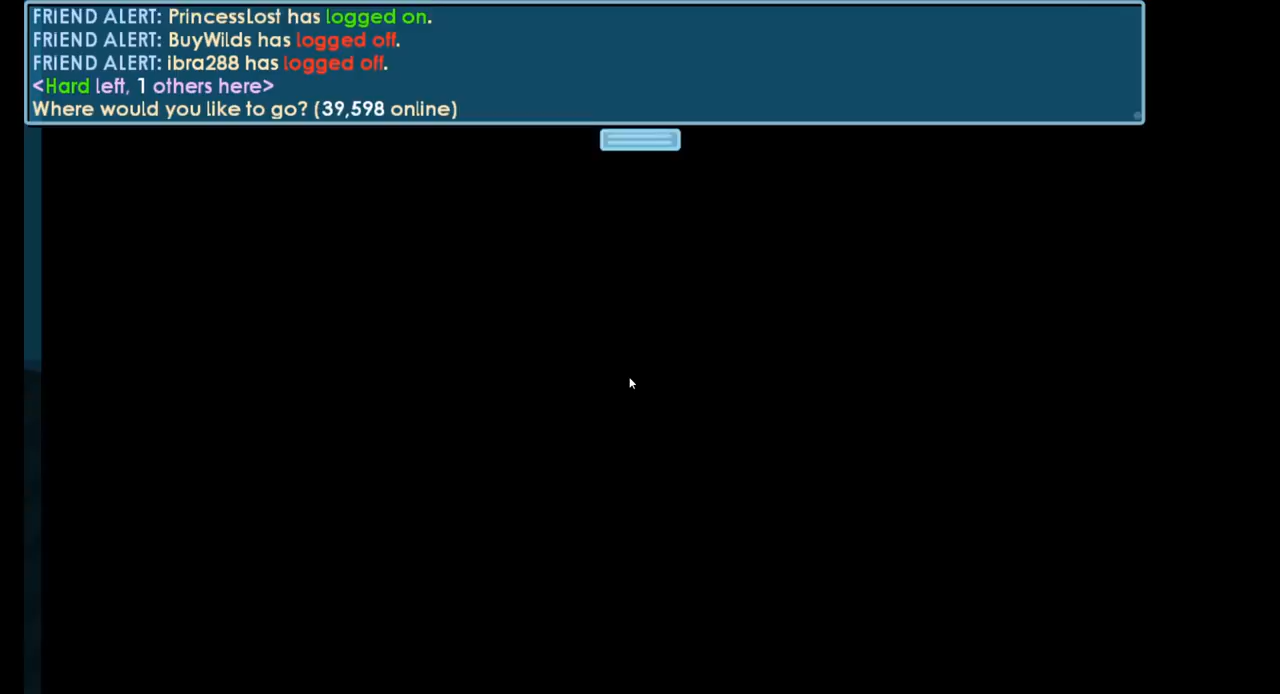 FRIEND ALERT: PrincessLost has logged on.
FRIEND ALERT: BuyWilds has logged off.
FRIEND ALERT: ibra288 has logged off.
<Hard left, 1 others here>
Where would you like to go? (39,598 online)